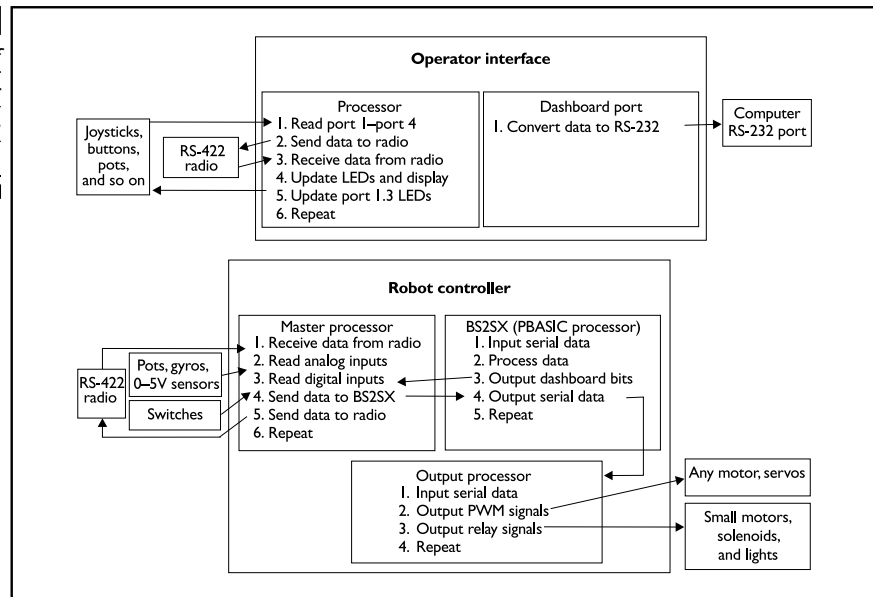 Operator interface
Joysticks,
buttons,
pots,
and so on
RS-422
radio
Processor
1. Read port 1–port 4
2. Send data to radio
3. Receive data from radio
4. Update LEDs and display
5. Update port 1.3 LEDs
6. Repeat
Dashboard port
1. Convert data to RS-232
Computer
RS-232 port
Robot controller
RS-422
radio
Pots, gyros,
0–5V sensors
Switches
Master processor
1. Receive data from radio
2. Read analog inputs
3. Read digital inputs
4. Send data to BS2SX
5. Send data to radio
6. Repeat
BS2SX (PBASIC processor)
1. Input serial data
2. Process data
3. Output dashboard bits
4. Output serial data
5. Repeat
Output processor
1. Input serial data
2. Output PWM signals
3. Output relay signals
4. Repeat
Any motor, servos
Small motors,
solenoids,
and lights